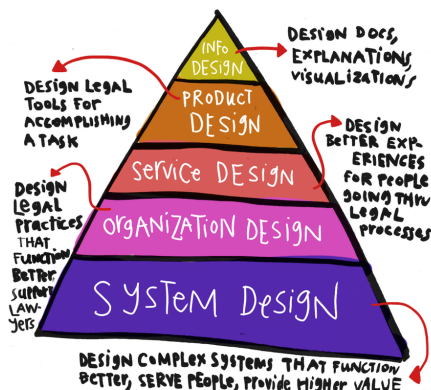 INFO
DESIGN
DESIGN DOCS,
EXPLANATIONS,
VISUALIZATIONS
PRODUCT
DESIGN
DESIGN LEGAL
TOOLS FOR
ACCOMPLISHING
A TASK
SERVICE DESIGN
DESIGN
BETTER EXP-
ERIENCES
FOR PEOPLE
GOING THRU
LEGAL
PROCESSES
ORGANIZATION DESIGN
DESIGN
LEGAL
PRACTICES
THAT
FUNCTION
BETTER,
SUPPORT
LAW-
YERS
SYSTEM DESIGN
DESIGN COMPLEX SYSTEMS THAT FUNCTION
BETTER, SERVE PEOPLE, PROVIDE HIGHER VALUE